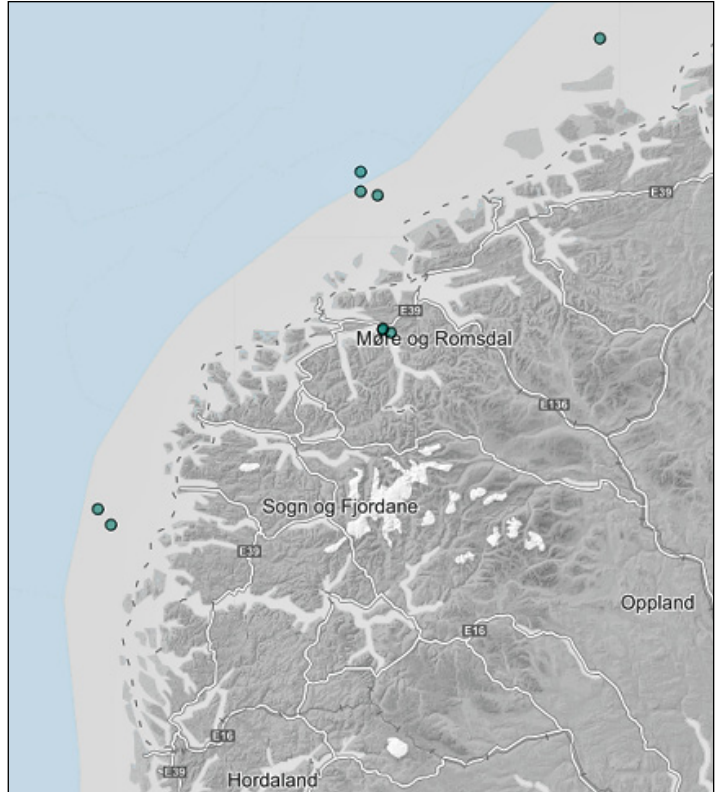 E39
E39
Møre og Romsdal
E136
Sogn og Fjordane
E39
Oppland
E16
E16
E39
Hordaland